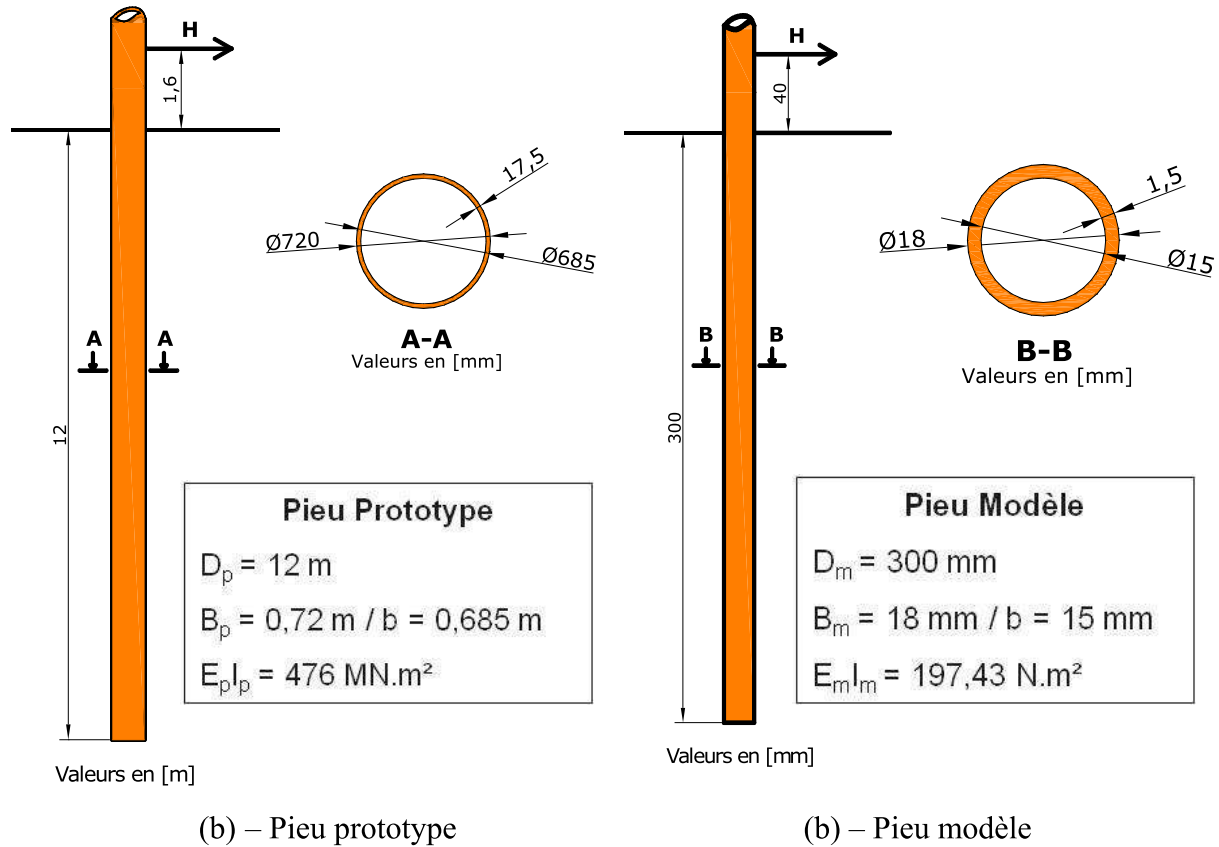 H
1,6
12
A
A
Ø720
17,5
Ø685
A-A
Valeurs en [mm]
Pieu Prototype
Dp = 12 m
Bp = 0,72 m / b = 0,685 m
EpIp = 476 MN.m²
Valeurs en [m]
(b) – Pieu prototype
H
40
300
B
B
Ø18
1,5
Ø15
B-B
Valeurs en [mm]
Pieu Modèle
Dm = 300 mm
Bm = 18 mm / b = 15 mm
EmIm = 197,43 N.m²
Valeurs en [mm]
(b) – Pieu modèle